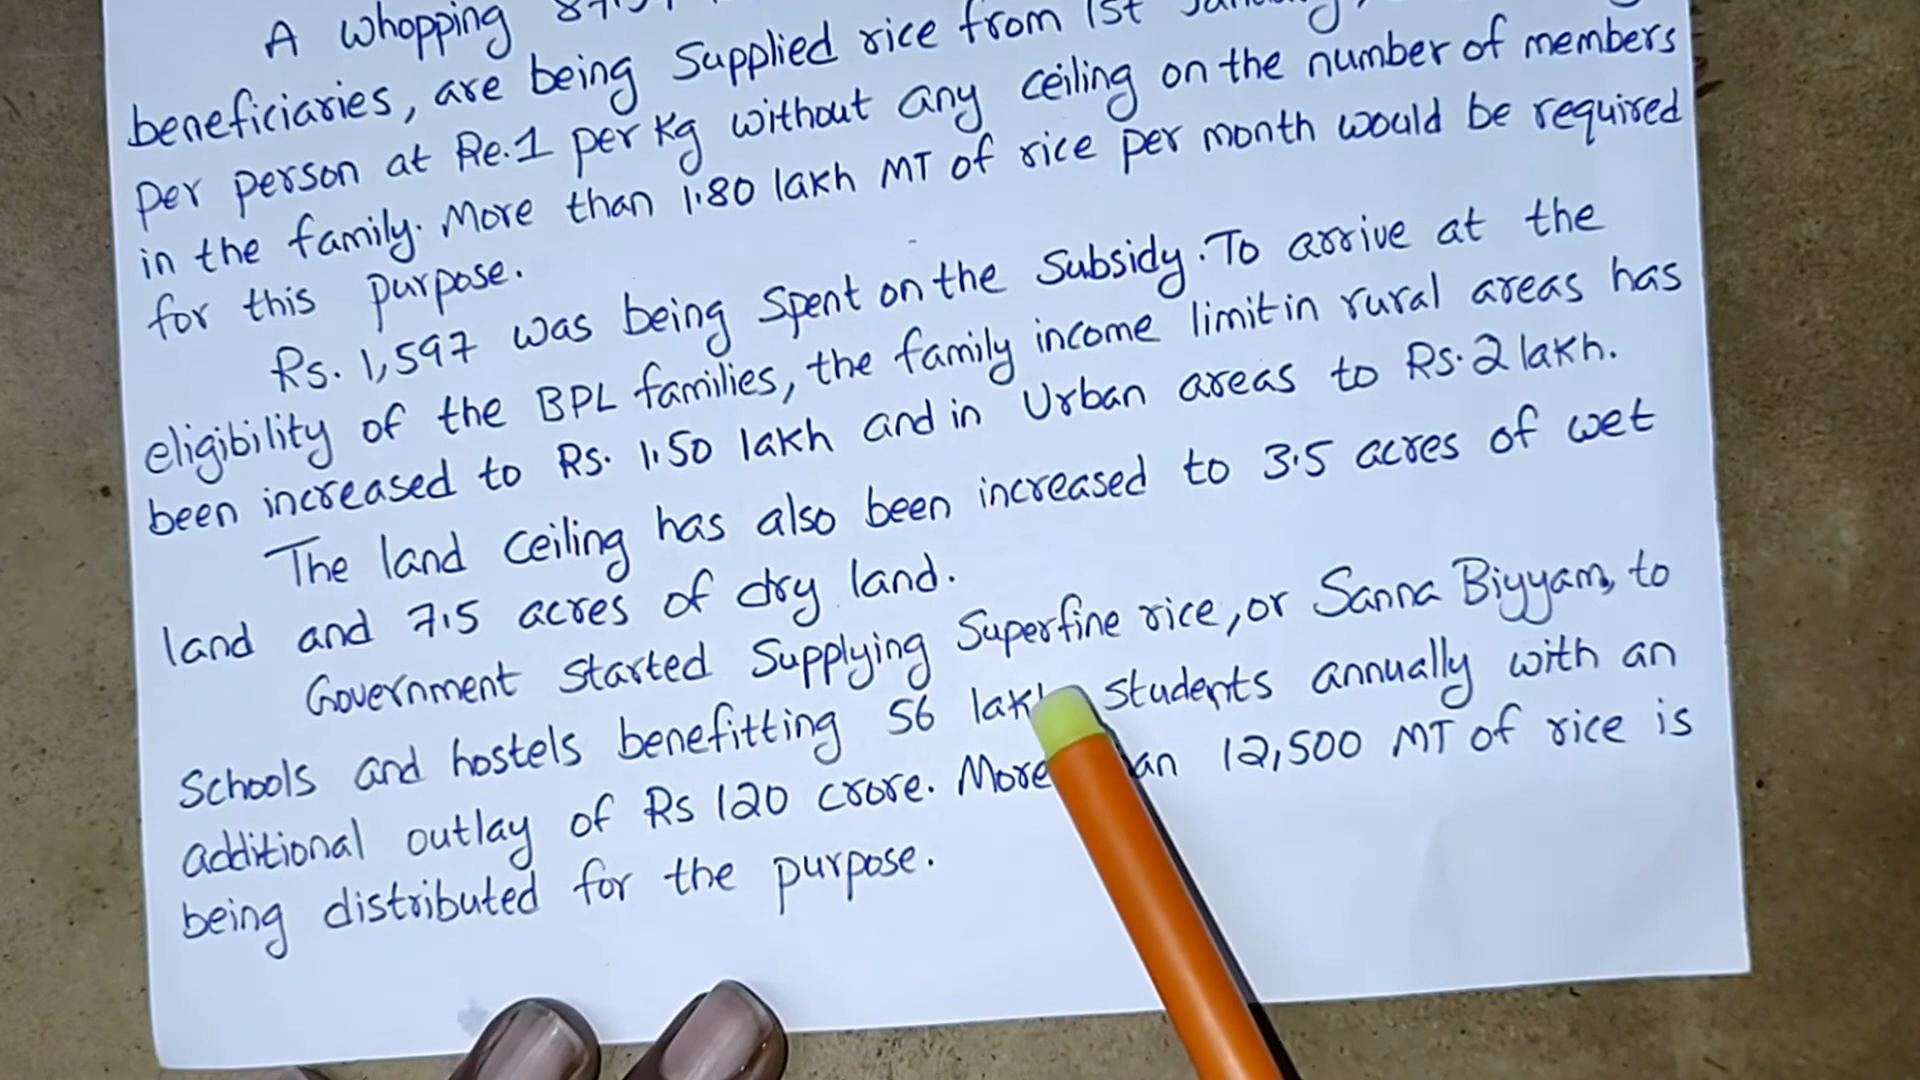 A whopping
beneficiaries, are being Supplied rice from 1st
per person at Re.1 per Kg without any ceiling on the number of members
in the family. More than 1.80 lakh MT of rice per month would be required
for this purpose.
Rs. 1,597 was being spent on the subsidy. To arrive at the
eligibility of the BPL families, the family income limit in rural areas has
been increased to Rs. 1.50 lakh and in Urban areas to Rs. 2 lakh.
The land ceiling has also been increased to 3.5 acres of wet
land and 7.5 acres of dry land.
Government started supplying Superfine rice, or Sanna Biyyam, to
Schools and hostels benefitting 56 lakh students annually with an
additional outlay of Rs 120 crore. More 12,500 MT of rice is
being distributed for the purpose.